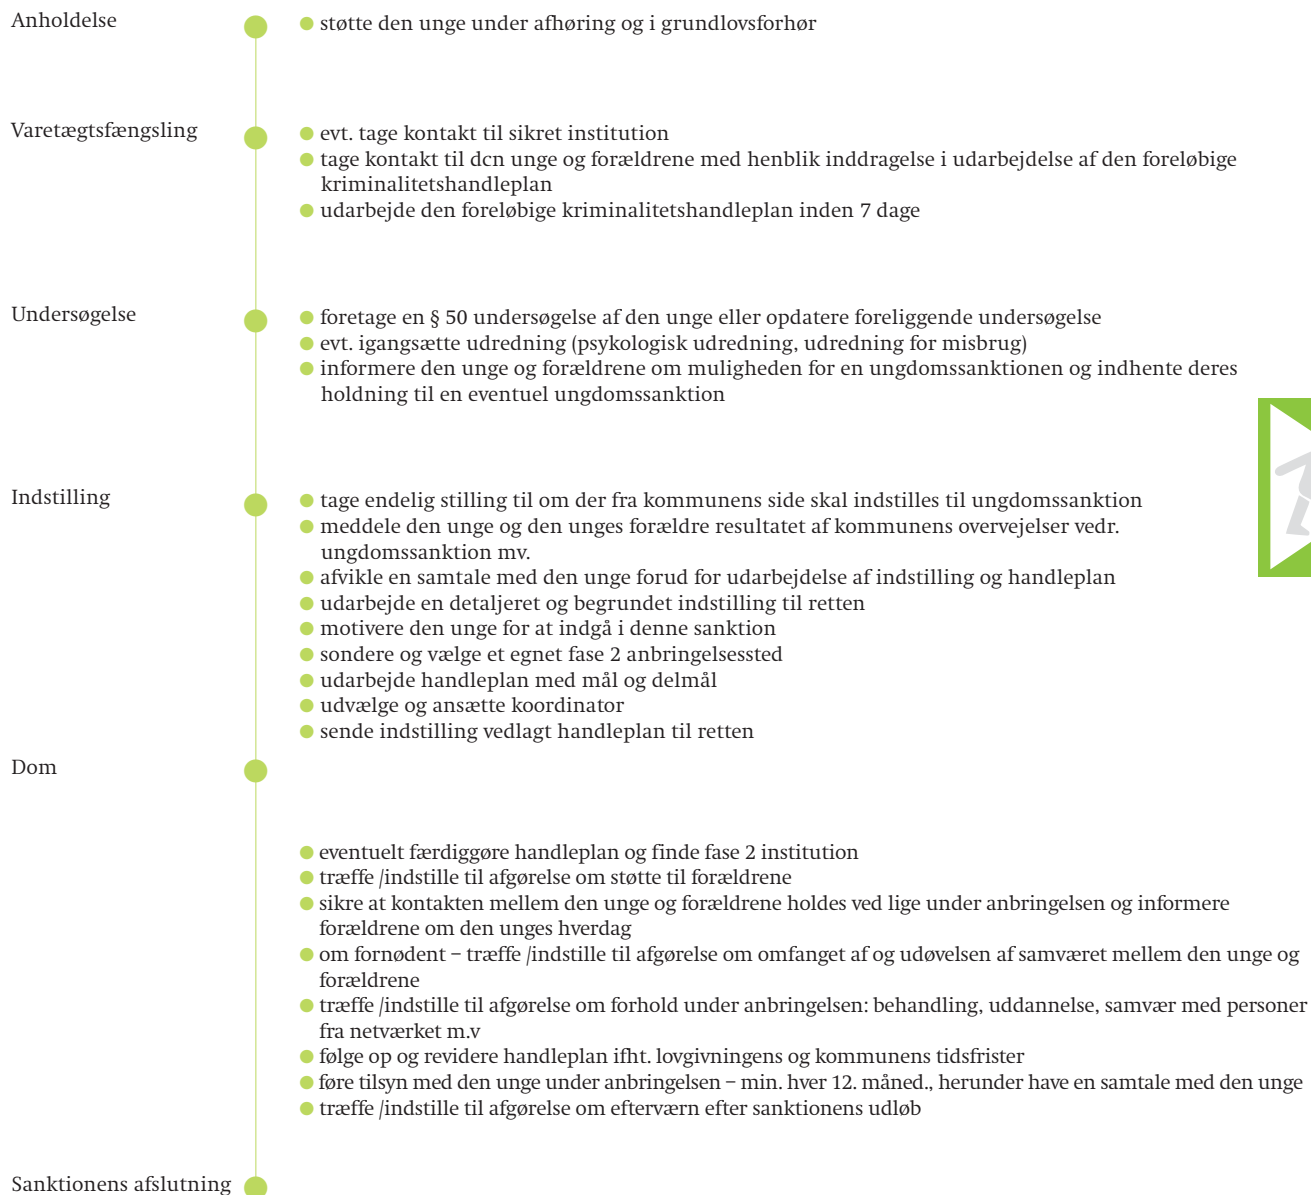 Anholdelse
støtte den unge under afhøring og i grundlovsforhør
Varetægtsfængsling
evt. tage kontakt til sikret institution
tage kontakt til dcn unge og forældrene med henblik inddragelse i udarbejdelse af den foreløbige
kriminalitetshandleplan
udarbejde den foreløbige kriminalitetshandleplan inden 7 dage
Undersøgelse
foretage en § 50 undersøgelse af den unge eller opdatere foreliggende undersøgelse
evt. igangsætte udredning (psykologisk udredning, udredning for misbrug)
informere den unge og forældrene om muligheden for en ungdomssanktionen og indhente deres
holdning til en eventuel ungdomssanktion
Indstilling
tage endelig stilling til om der fra kommunens side skal indstilles til ungdomssanktion
meddele den unge og den unges forældre resultatet af kommunens overvejelser vedr.
ungdomssanktion mv.
afvikle en samtale med den unge forud for udarbejdelse af indstilling og handleplan
udarbejde en detaljeret og begrundet indstilling til retten
motivere den unge for at indgå i denne sanktion
sondere og vælge et egnet fase 2 anbringelsessted
udarbejde handleplan med mål og delmål
udvælge og ansætte koordinator
sende indstilling vedlagt handleplan til retten
Dom
eventuelt færdiggøre handleplan og finde fase 2 institution
træffe /indstille til afgørelse om støtte til forældrene
sikre at kontakten mellem den unge og forældrene holdes ved lige under anbringelsen og informere
forældrene om den unges hverdag
om fornødent – træffe /indstille til afgørelse om omfanget af og udøvelsen af samværet mellem den unge og
forældrene
træffe /indstille til afgørelse om forhold under anbringelsen: behandling, uddannelse, samvær med personer
fra netværket m.v
følge op og revidere handleplan ifht. lovgivningens og kommunens tidsfrister
føre tilsyn med den unge under anbringelsen – min. hver 12. måned., herunder have en samtale med den unge
træffe /indstille til afgørelse om efterværn efter sanktionens udløb
Sanktionens afslutning